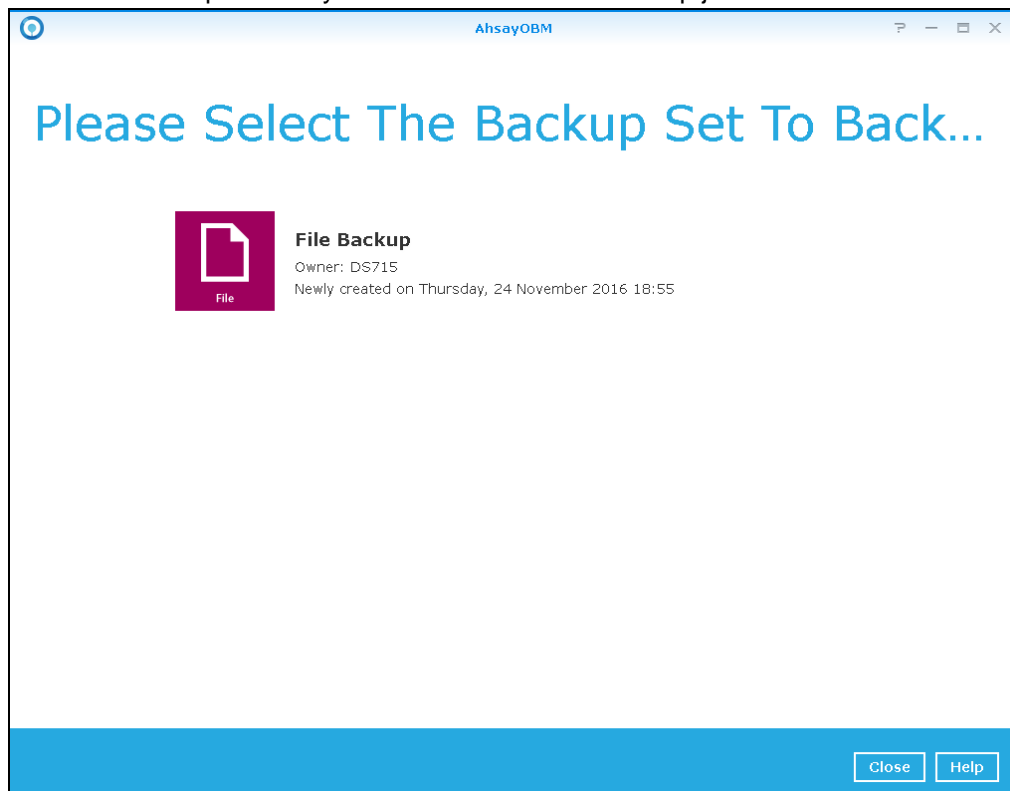 AhsayOBM
Please Select The Backup Set To Back...
File Backup
Owner: DS715
Newly created on Thursday, 24 November 2016 18:55
File
Close Help